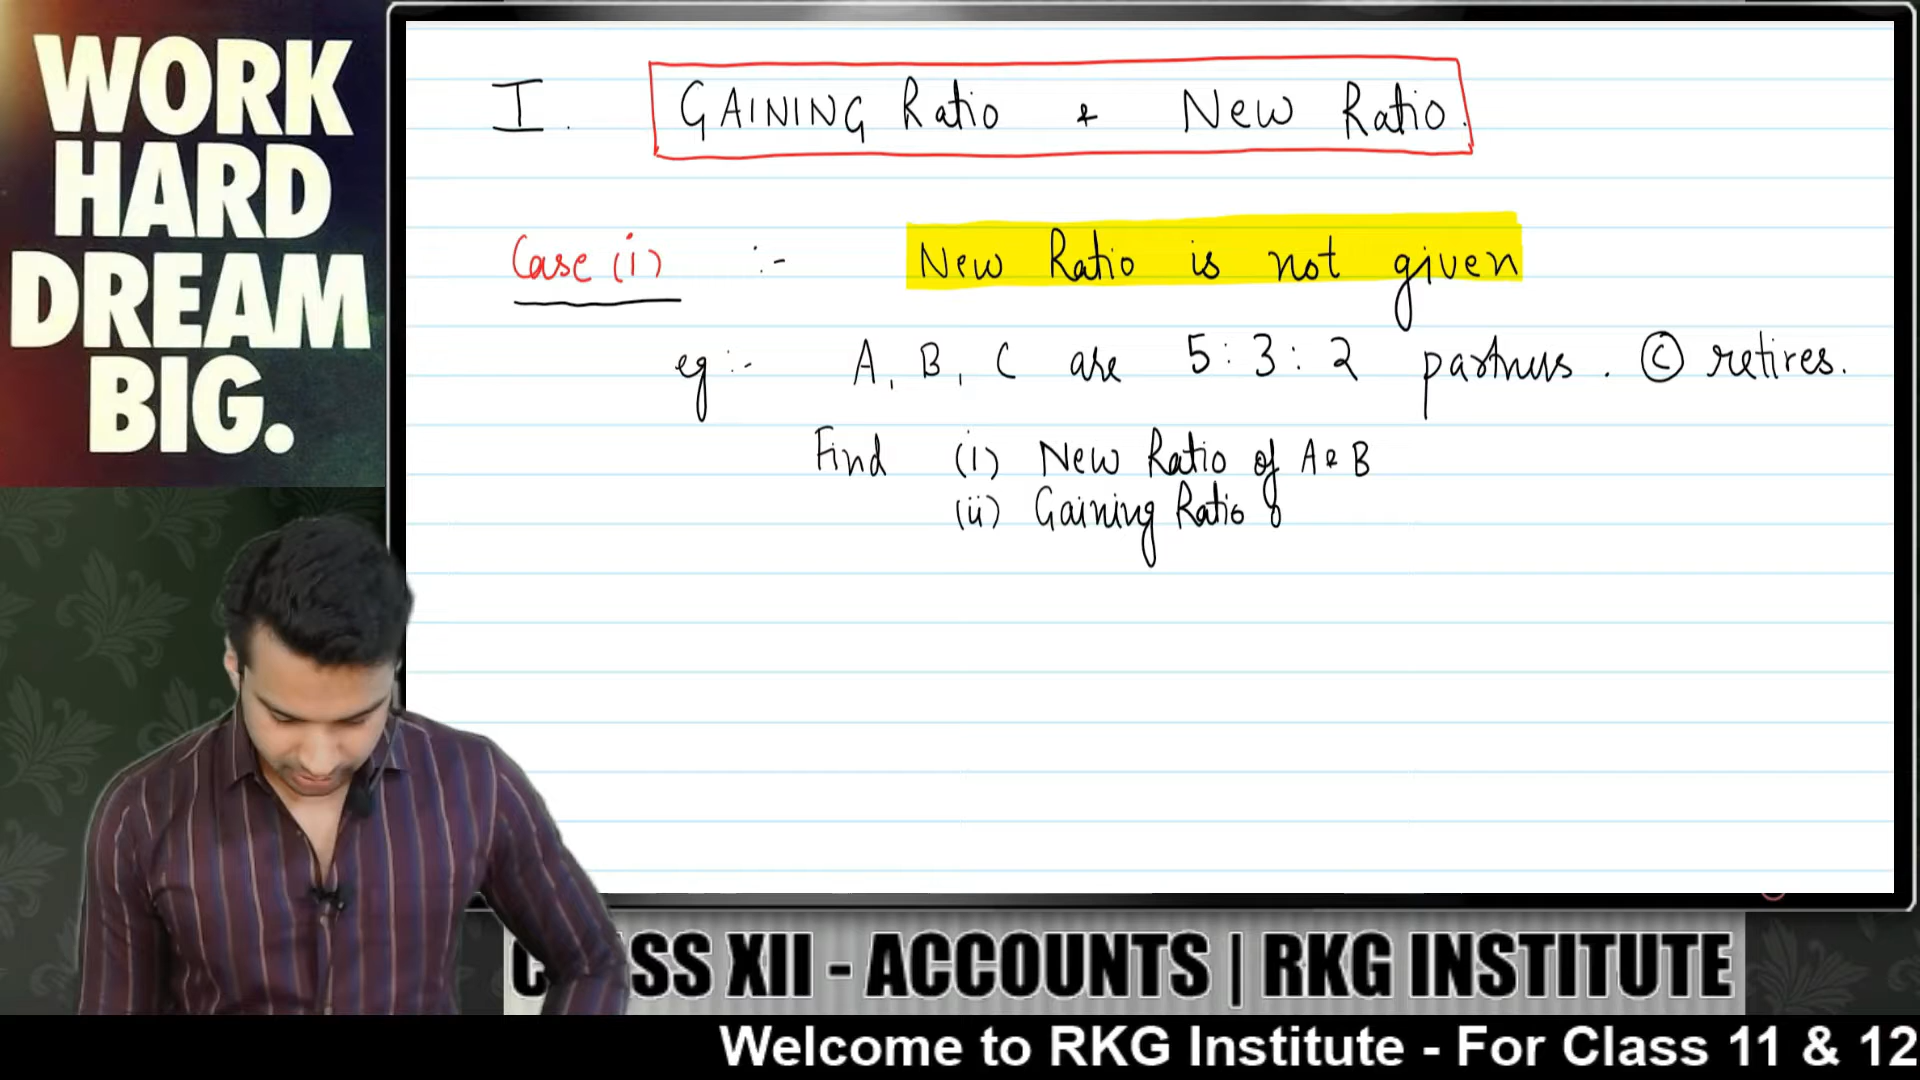 WORK
HARD
DREAM
BIG.
I. GAINING Ratio & New Ratio.
Case (i) :- New Ratio is not given
eg :- A, B, C are 5:3:2 partners. © retires.
Find (i) New Ratio of A & B
(ii) Gaining Ratio
SS XII - ACCOUNTS | RKG INSTITUTE
Welcome to RKG Institute - For Class 11 & 12